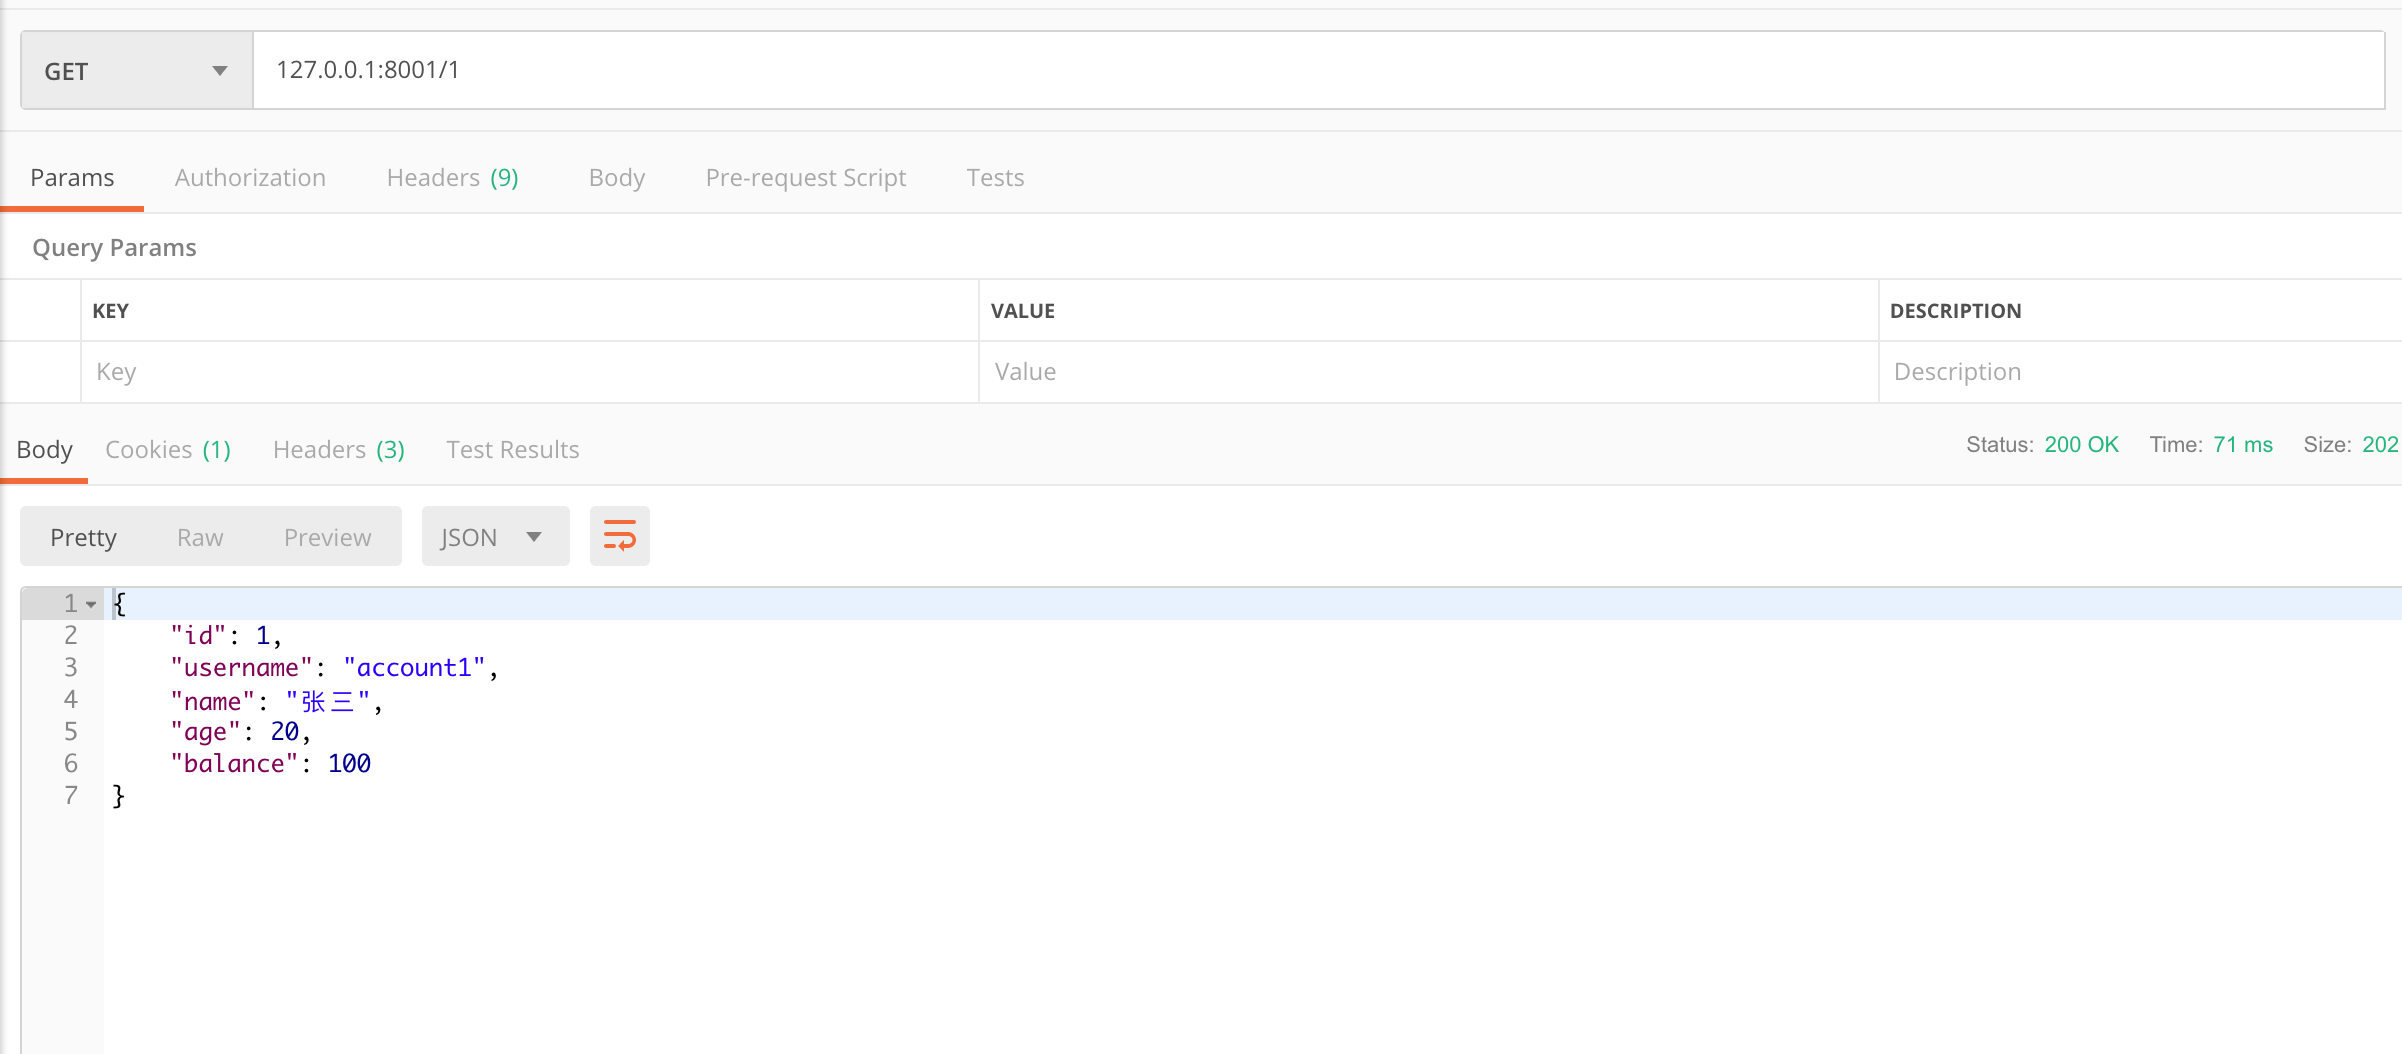 GET 127.0.0.1:8001/1
Params Authorization Headers (9) Body Pre-request Script Tests
Query Params
KEY VALUE DESCRIPTION
Key Value Description
Body Cookies (1) Headers (3) Test Results Status: 200 OK Time: 71 ms Size: 202
Pretty Raw Preview JSON
1 {
2 "id": 1,
3 "username": "account1",
4 "name": "张三",
5 "age": 20,
6 "balance": 100
7 }